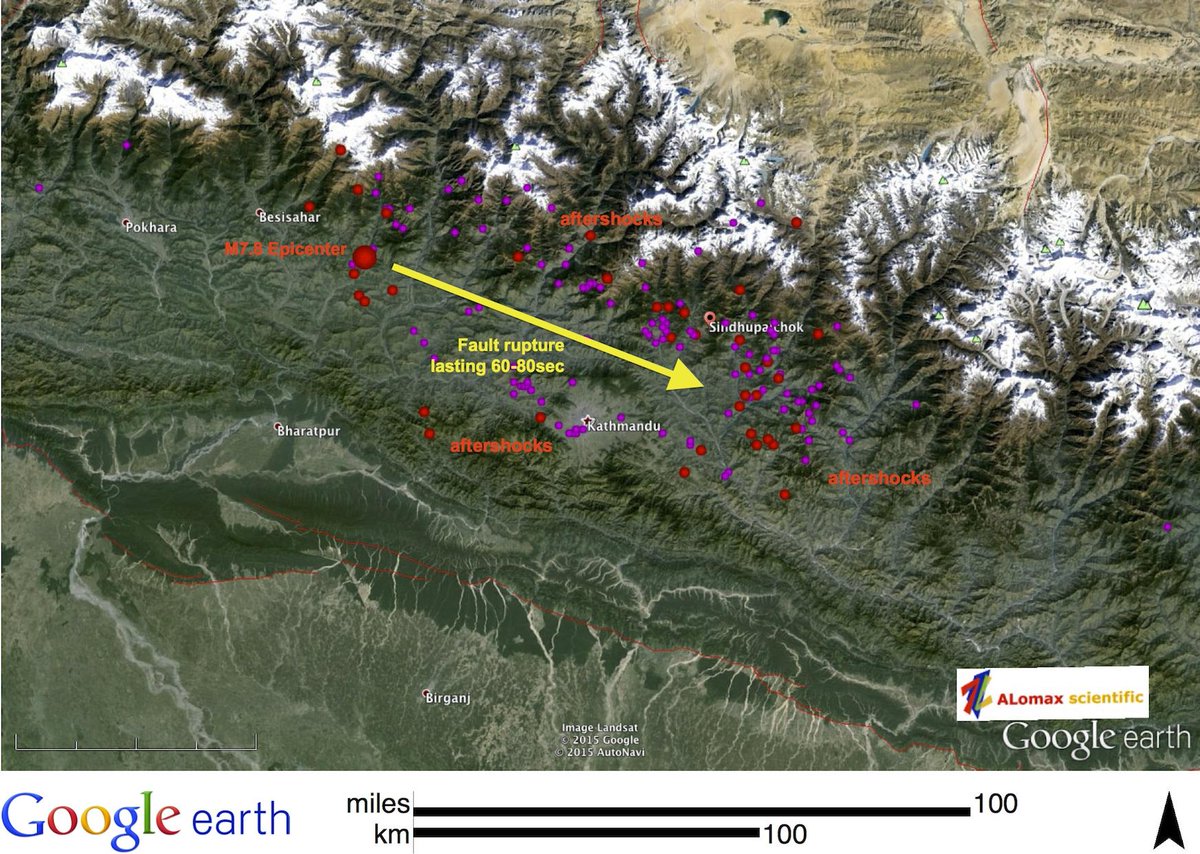 aftershocks
Besisahar
Pokhara
M7.8 Epicenter
Sindhupalchok
Fault rupture
lasting 60-80sec
Kathmandu
Bharatpur
aftershocks
aftershocks
ALomax scientific
Birganj
Image Landsat
© 2015 Google
© 2015 AutoNavi
Google earth
Google earth
miles 100
km 100